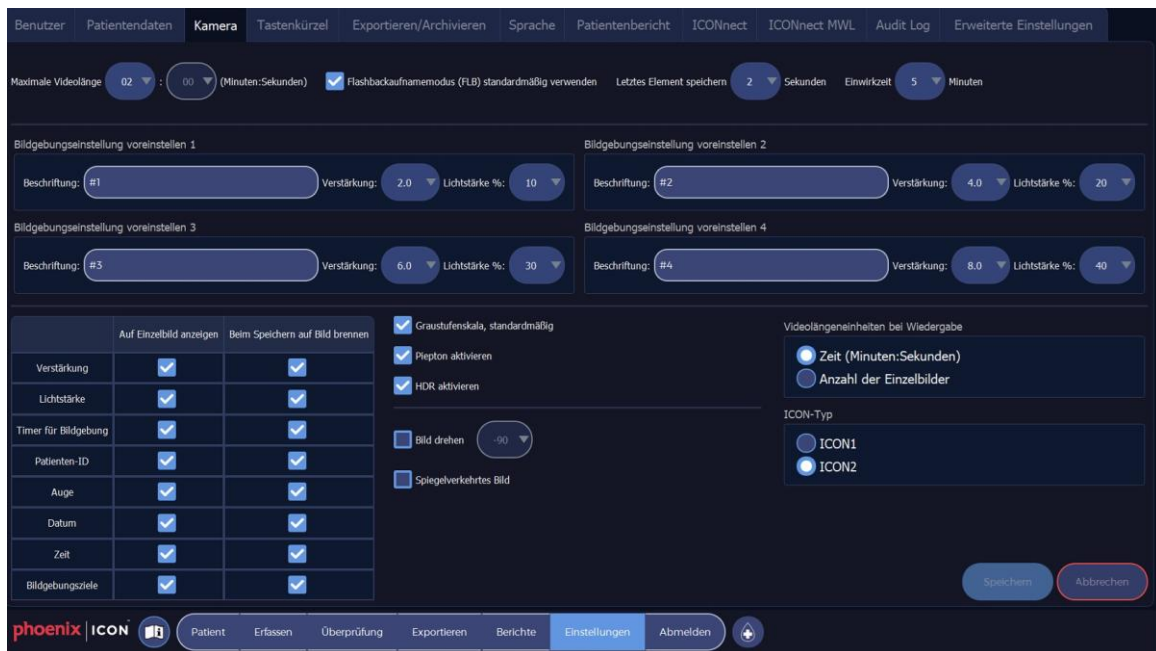 Benutzer Patientendaten Kamera Tastenkürzel Exportieren/Archivieren Sprache Patientenbericht ICONnect ICONnect MWL Audit Log Erweiterte Einstellungen
Maximale Videolänge 02 : 00 (Minuten:Sekunden) Flashbackaufnamemodus (FLB) standardmäßig verwenden Letztes Element speichern 2 Sekunden Einwirkzeit 5 Minuten
Bildgebungseinstellung voreinstellen 1 Bildgebungseinstellung voreinstellen 2
Beschriftung: #1 Verstärkung: 2.0 Lichtstärke %: 10 Beschriftung: #2 Verstärkung: 4.0 Lichtstärke %: 20
Bildgebungseinstellung voreinstellen 3 Bildgebungseinstellung voreinstellen 4
Beschriftung: #3 Verstärkung: 6.0 Lichtstärke %: 30 Beschriftung: #4 Verstärkung: 8.0 Lichtstärke %: 40
Auf Einzelbild anzeigen Beim Speichern auf Bild brennen
Verstärkung
Lichtstärke
Timer für Bildgebung
Patienten-ID
Auge
Datum
Zeit
Bildgebungsziele
Graustufenskala, standardmäßig
Piepton aktivieren
HDR aktivieren
Bild drehen -90
Spiegelverkehrtes Bild
Videolängeneinheiten bei Wiedergabe
Zeit (Minuten:Sekunden)
Anzahl der Einzelbilder
ICON-Typ
ICON1
ICON2
Speichern Abbrechen
phoenix | ICON Patient Erfassen Überprüfung Exportieren Berichte Einstellungen Abmelden